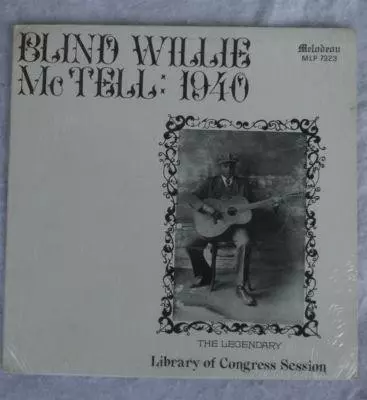 BLIND WILLIE
Melodeon
MLP 7323
McTELL: 1940
THE LEGENDARY
Library of Congress Session